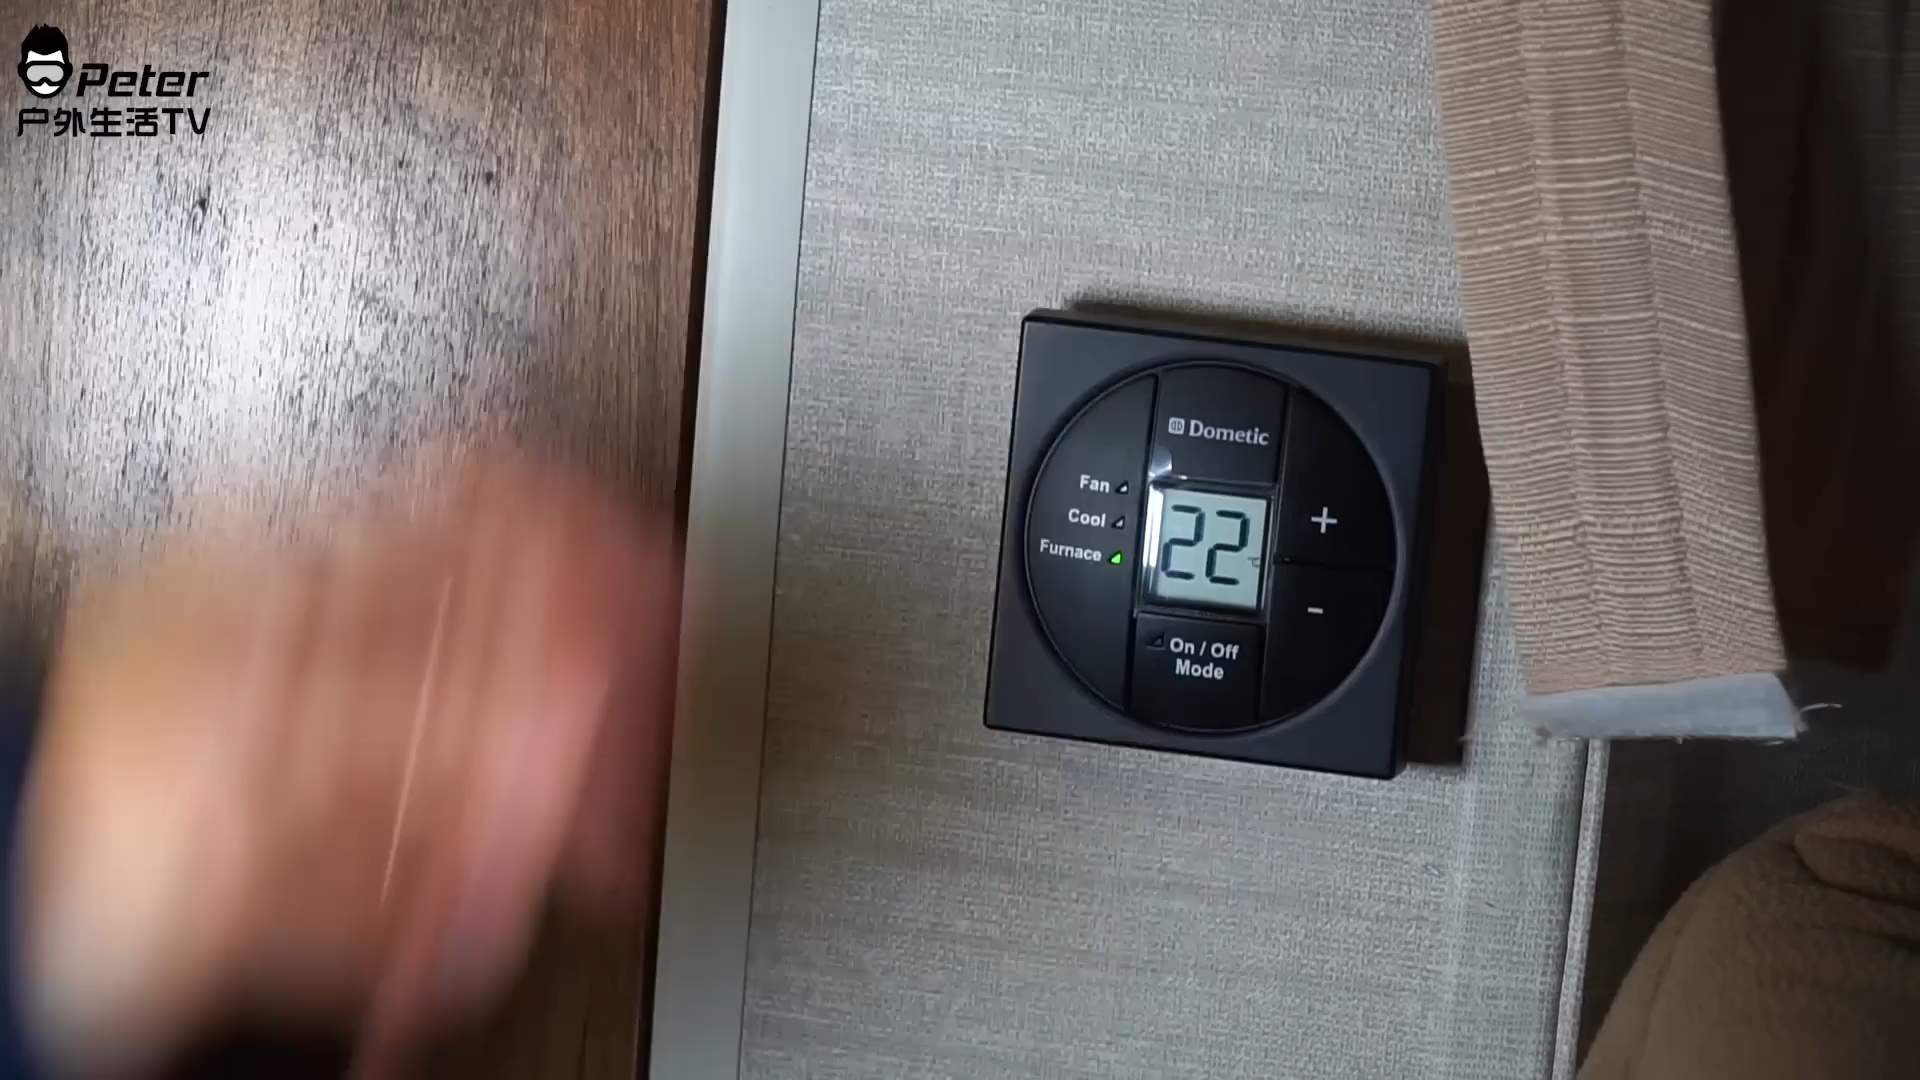 Peter
户外生活TV
Dometic
Fan
Cool
Furnace
22
+
-
On / Off
Mode